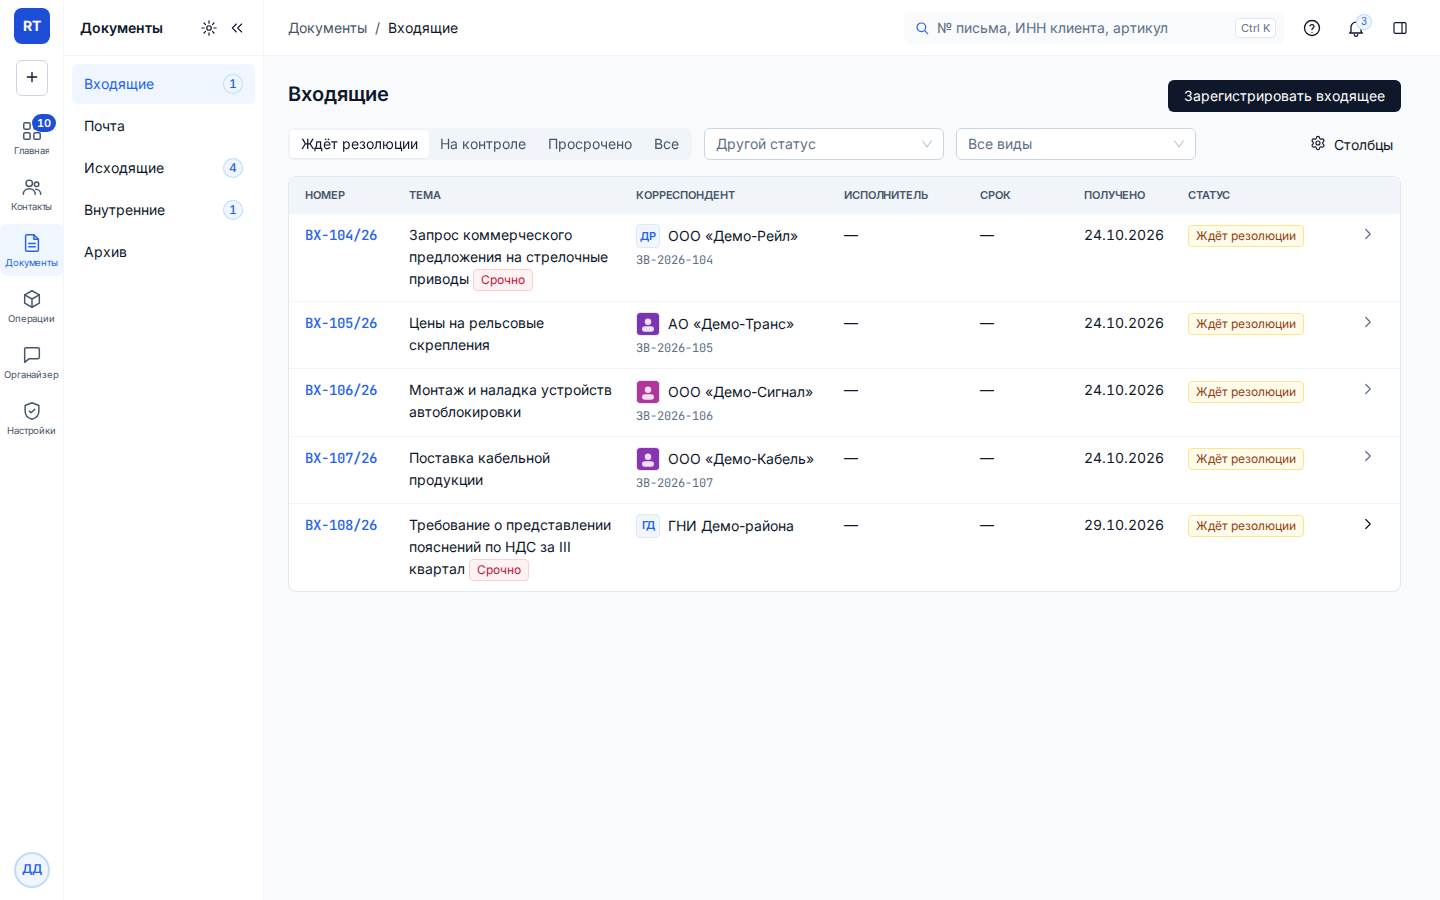 RT
Документы
Документы / Входящие
№ письма, ИНН клиента, артикул
Ctrl K
3
10
Главная
Контакты
Документы
Операции
Органайзер
Настройки
ДД
Входящие 1
Почта
Исходящие 4
Внутренние 1
Архив
Входящие
Зарегистрировать входящее
Ждёт резолюции На контроле Просрочено Все
Другой статус
Все виды
Столбцы
НОМЕР ТЕМА КОРРЕСПОНДЕНТ ИСПОЛНИТЕЛЬ СРОК ПОЛУЧЕНО СТАТУС
ВХ-104/26 Запрос коммерческого ДР ООО «Демо-Рейл» — — 24.10.2026 Ждёт резолюции
предложения на стрелочные ЗВ-2026-104
приводы Срочно
ВХ-105/26 Цены на рельсовые АО «Демо-Транс» — — 24.10.2026 Ждёт резолюции
скрепления ЗВ-2026-105
ВХ-106/26 Монтаж и наладка устройств ООО «Демо-Сигнал» — — 24.10.2026 Ждёт резолюции
автоблокировки ЗВ-2026-106
ВХ-107/26 Поставка кабельной ООО «Демо-Кабель» — — 24.10.2026 Ждёт резолюции
продукции ЗВ-2026-107
ВХ-108/26 Требование о представлении ГД ГНИ Демо-района — — 29.10.2026 Ждёт резолюции
пояснений по НДС за III
квартал Срочно